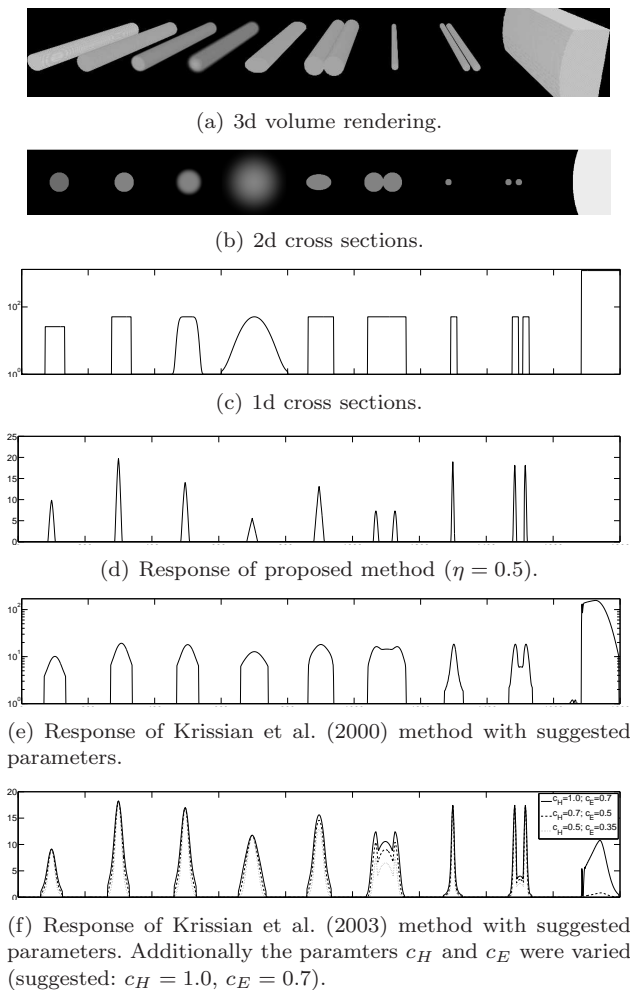 (a) 3d volume rendering.
(b) 2d cross sections.
10²
10⁰
(c) 1d cross sections.
25
20
15
10
5
0
(d) Response of proposed method (η = 0.5).
10²
10¹
10⁰
(e) Response of Krissian et al. (2000) method with suggested
parameters.
20
15
10
5
0
c_H=1.0; c_E=0.7
c_H=0.7; c_E=0.5
c_H=0.5; c_E=0.35
(f) Response of Krissian et al. (2003) method with suggested
parameters. Additionally the paramters c_H and c_E were varied
(suggested: c_H = 1.0, c_E = 0.7).